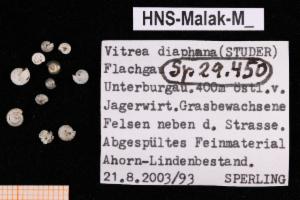 HNS-Malak-M_
Vitrea diaphana(STUDER)
Flachgau. Sp 29.450
Unterburgau.400m östl.v.
Jagerwirt.Grasbewachsene
Felsen neben d. Strasse.
Abgespültes Feinmaterial
Ahorn-Lindenbestand.
21.8.2003/93 SPERLING